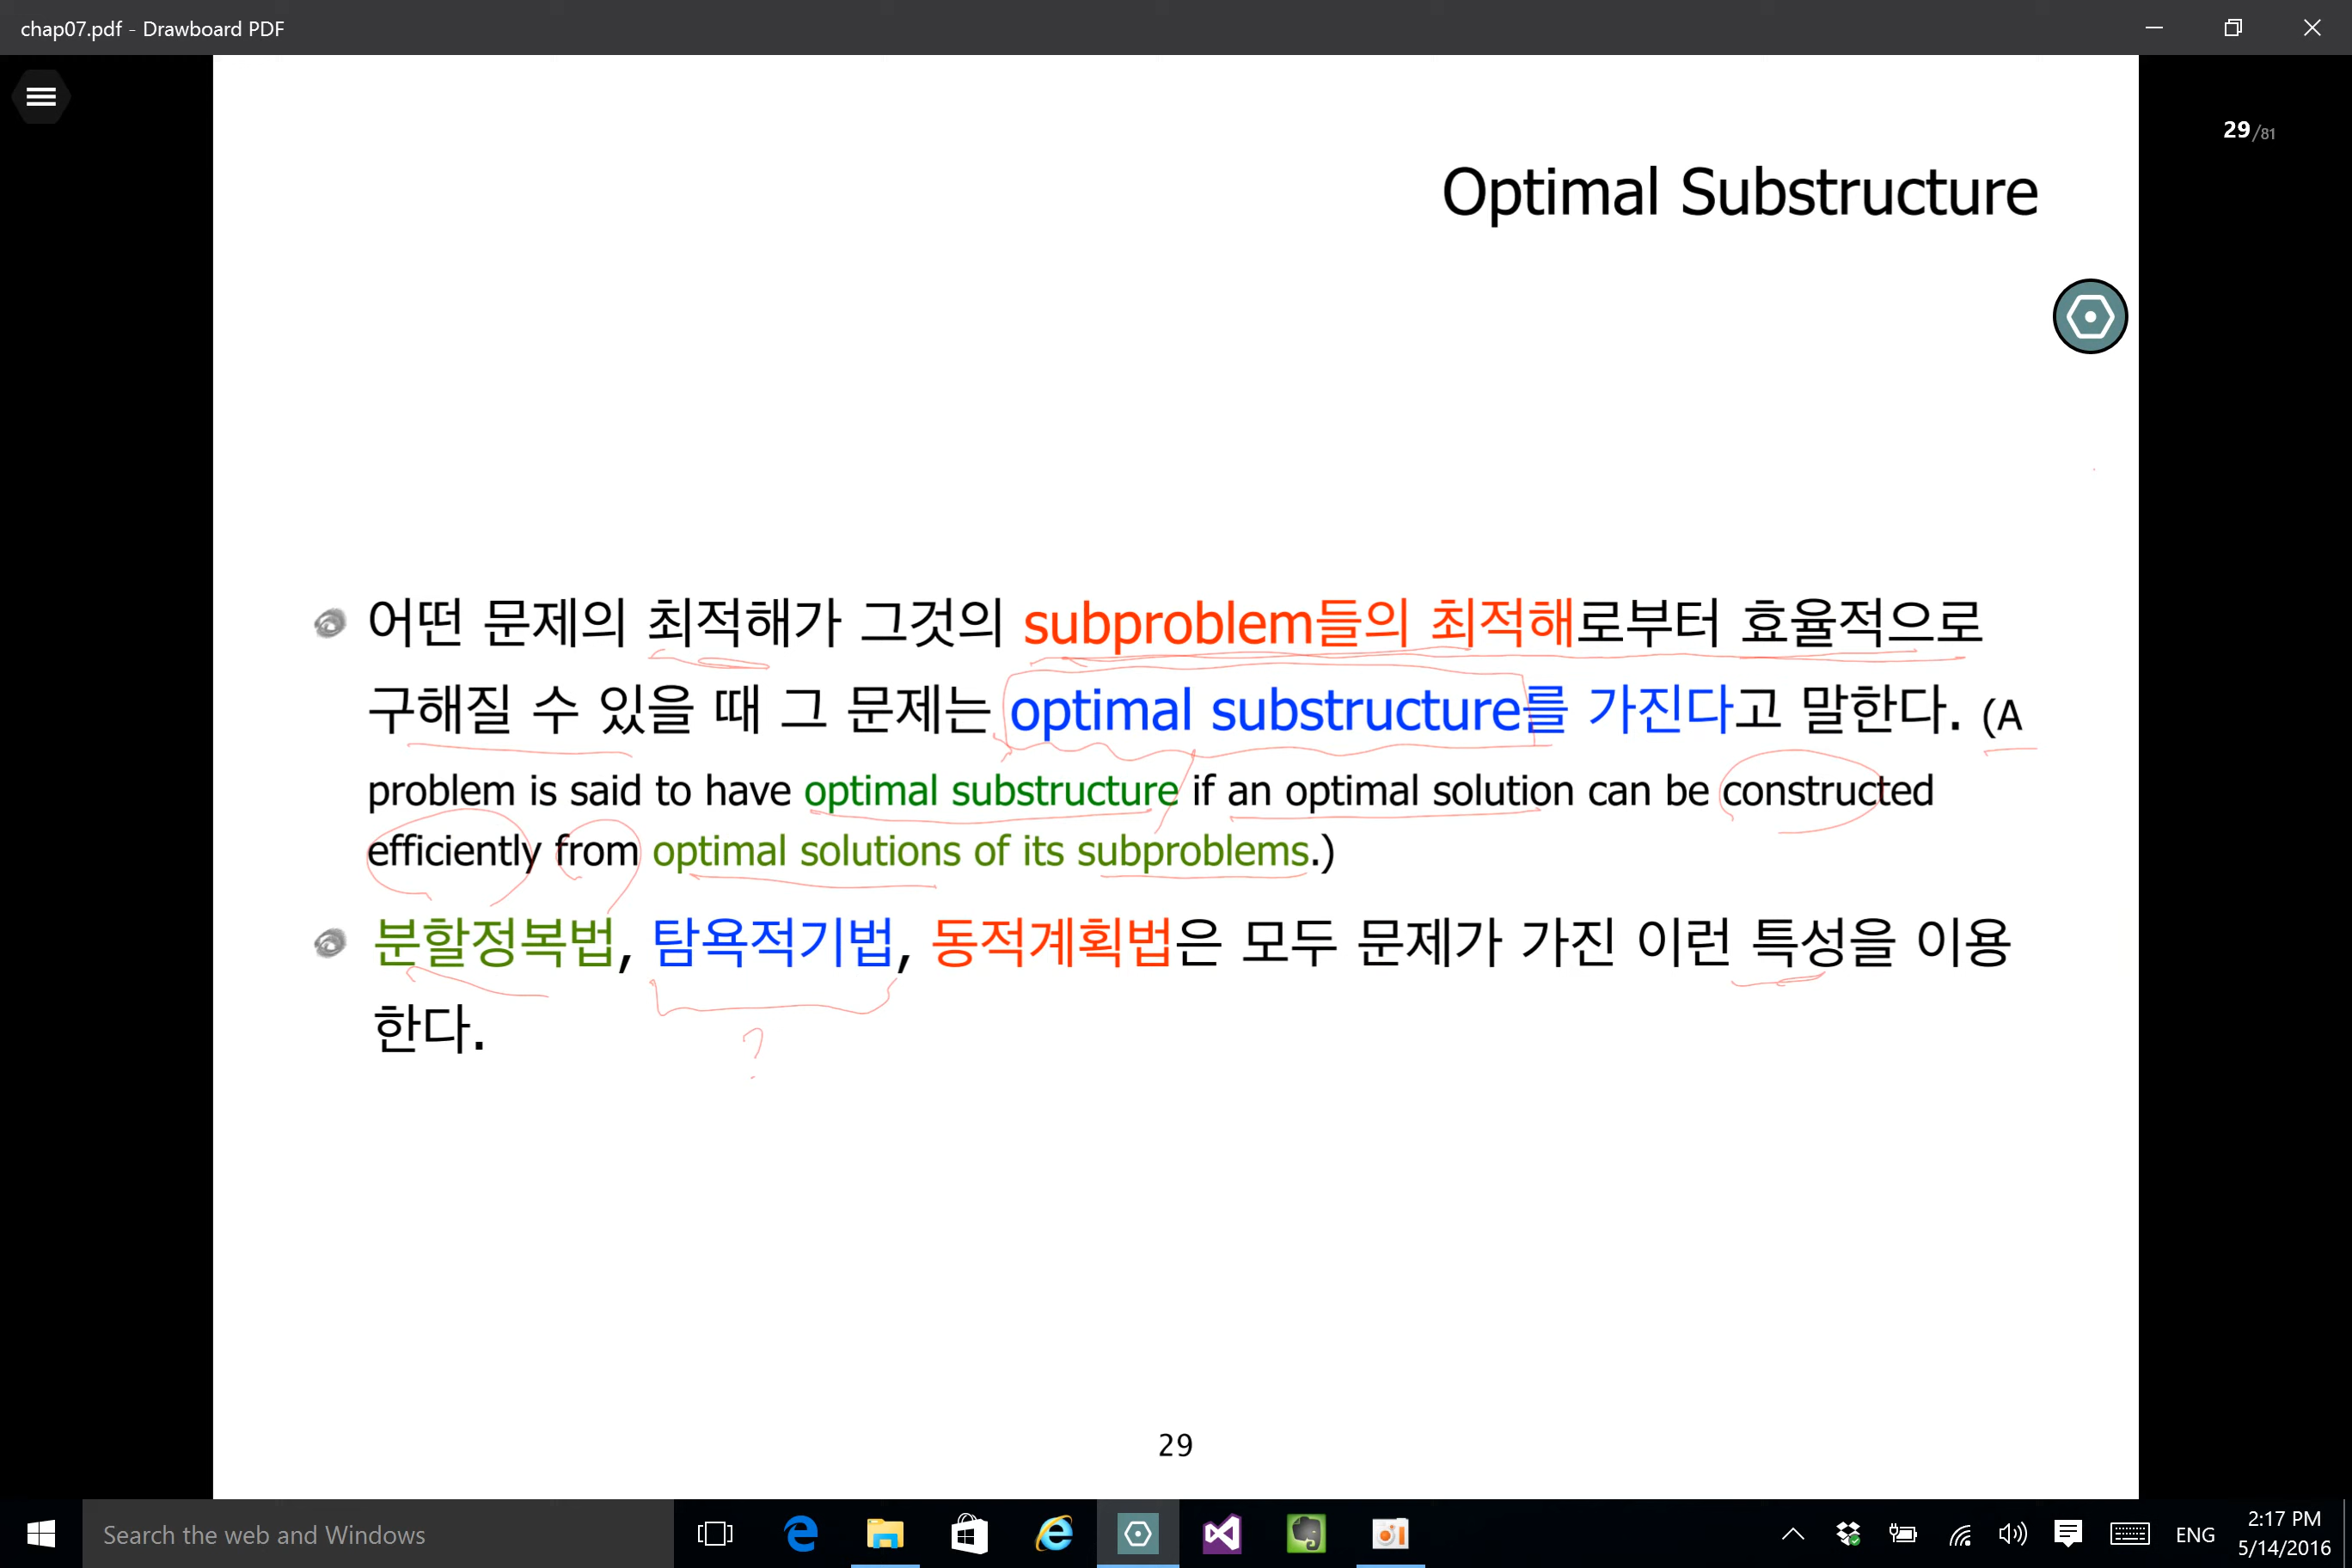 chap07.pdf - Drawboard PDF
29/81
Optimal Substructure
어떤 문제의 최적해가 그것의 subproblem들의 최적해로부터 효율적으로
구해질 수 있을 때 그 문제는 optimal substructure를 가진다고 말한다. (A
problem is said to have optimal substructure if an optimal solution can be constructed
efficiently from optimal solutions of its subproblems.)
분할정복법, 탐욕적기법, 동적계획법은 모두 문제가 가진 이런 특성을 이용
한다.
?
29
Search the web and Windows
ENG
2:17 PM
5/14/2016